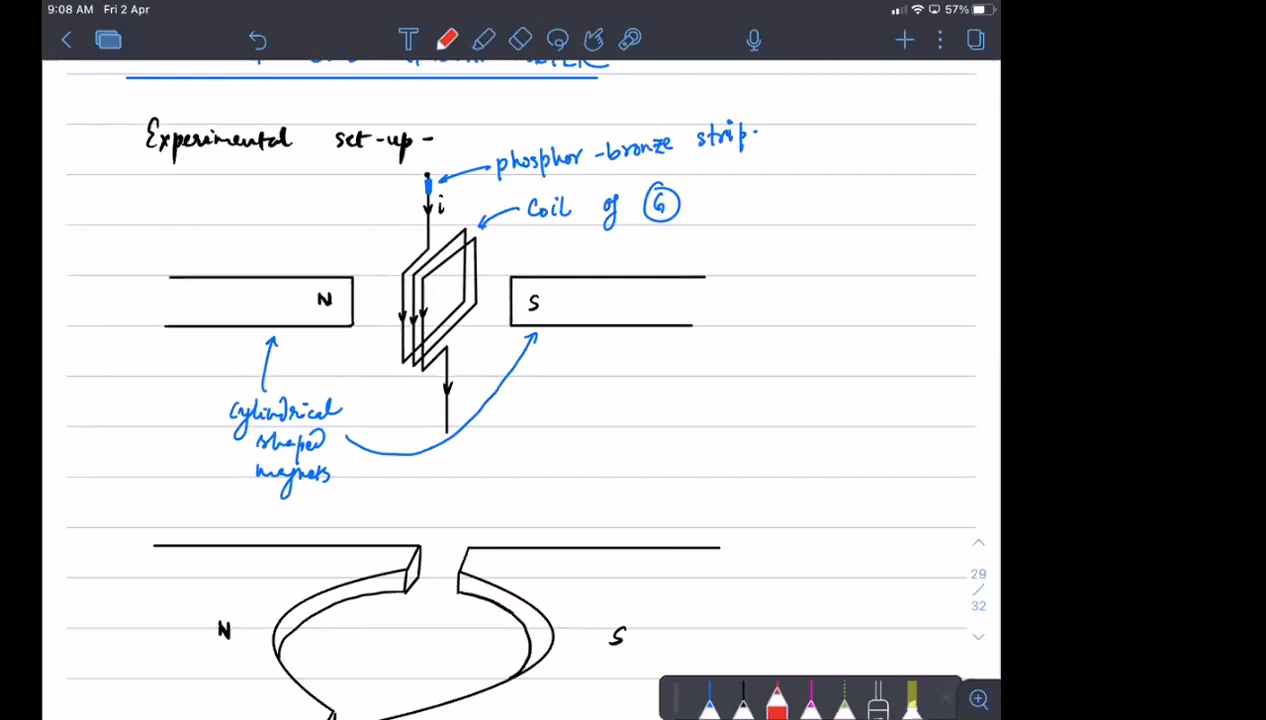 9:08 AM Fri 2 Apr
57%
T
Experimental set-up -
phosphor-bronze strip.
i
coil of G
N
S
cylindrical
shaped
magnets
29
/
32
N
S